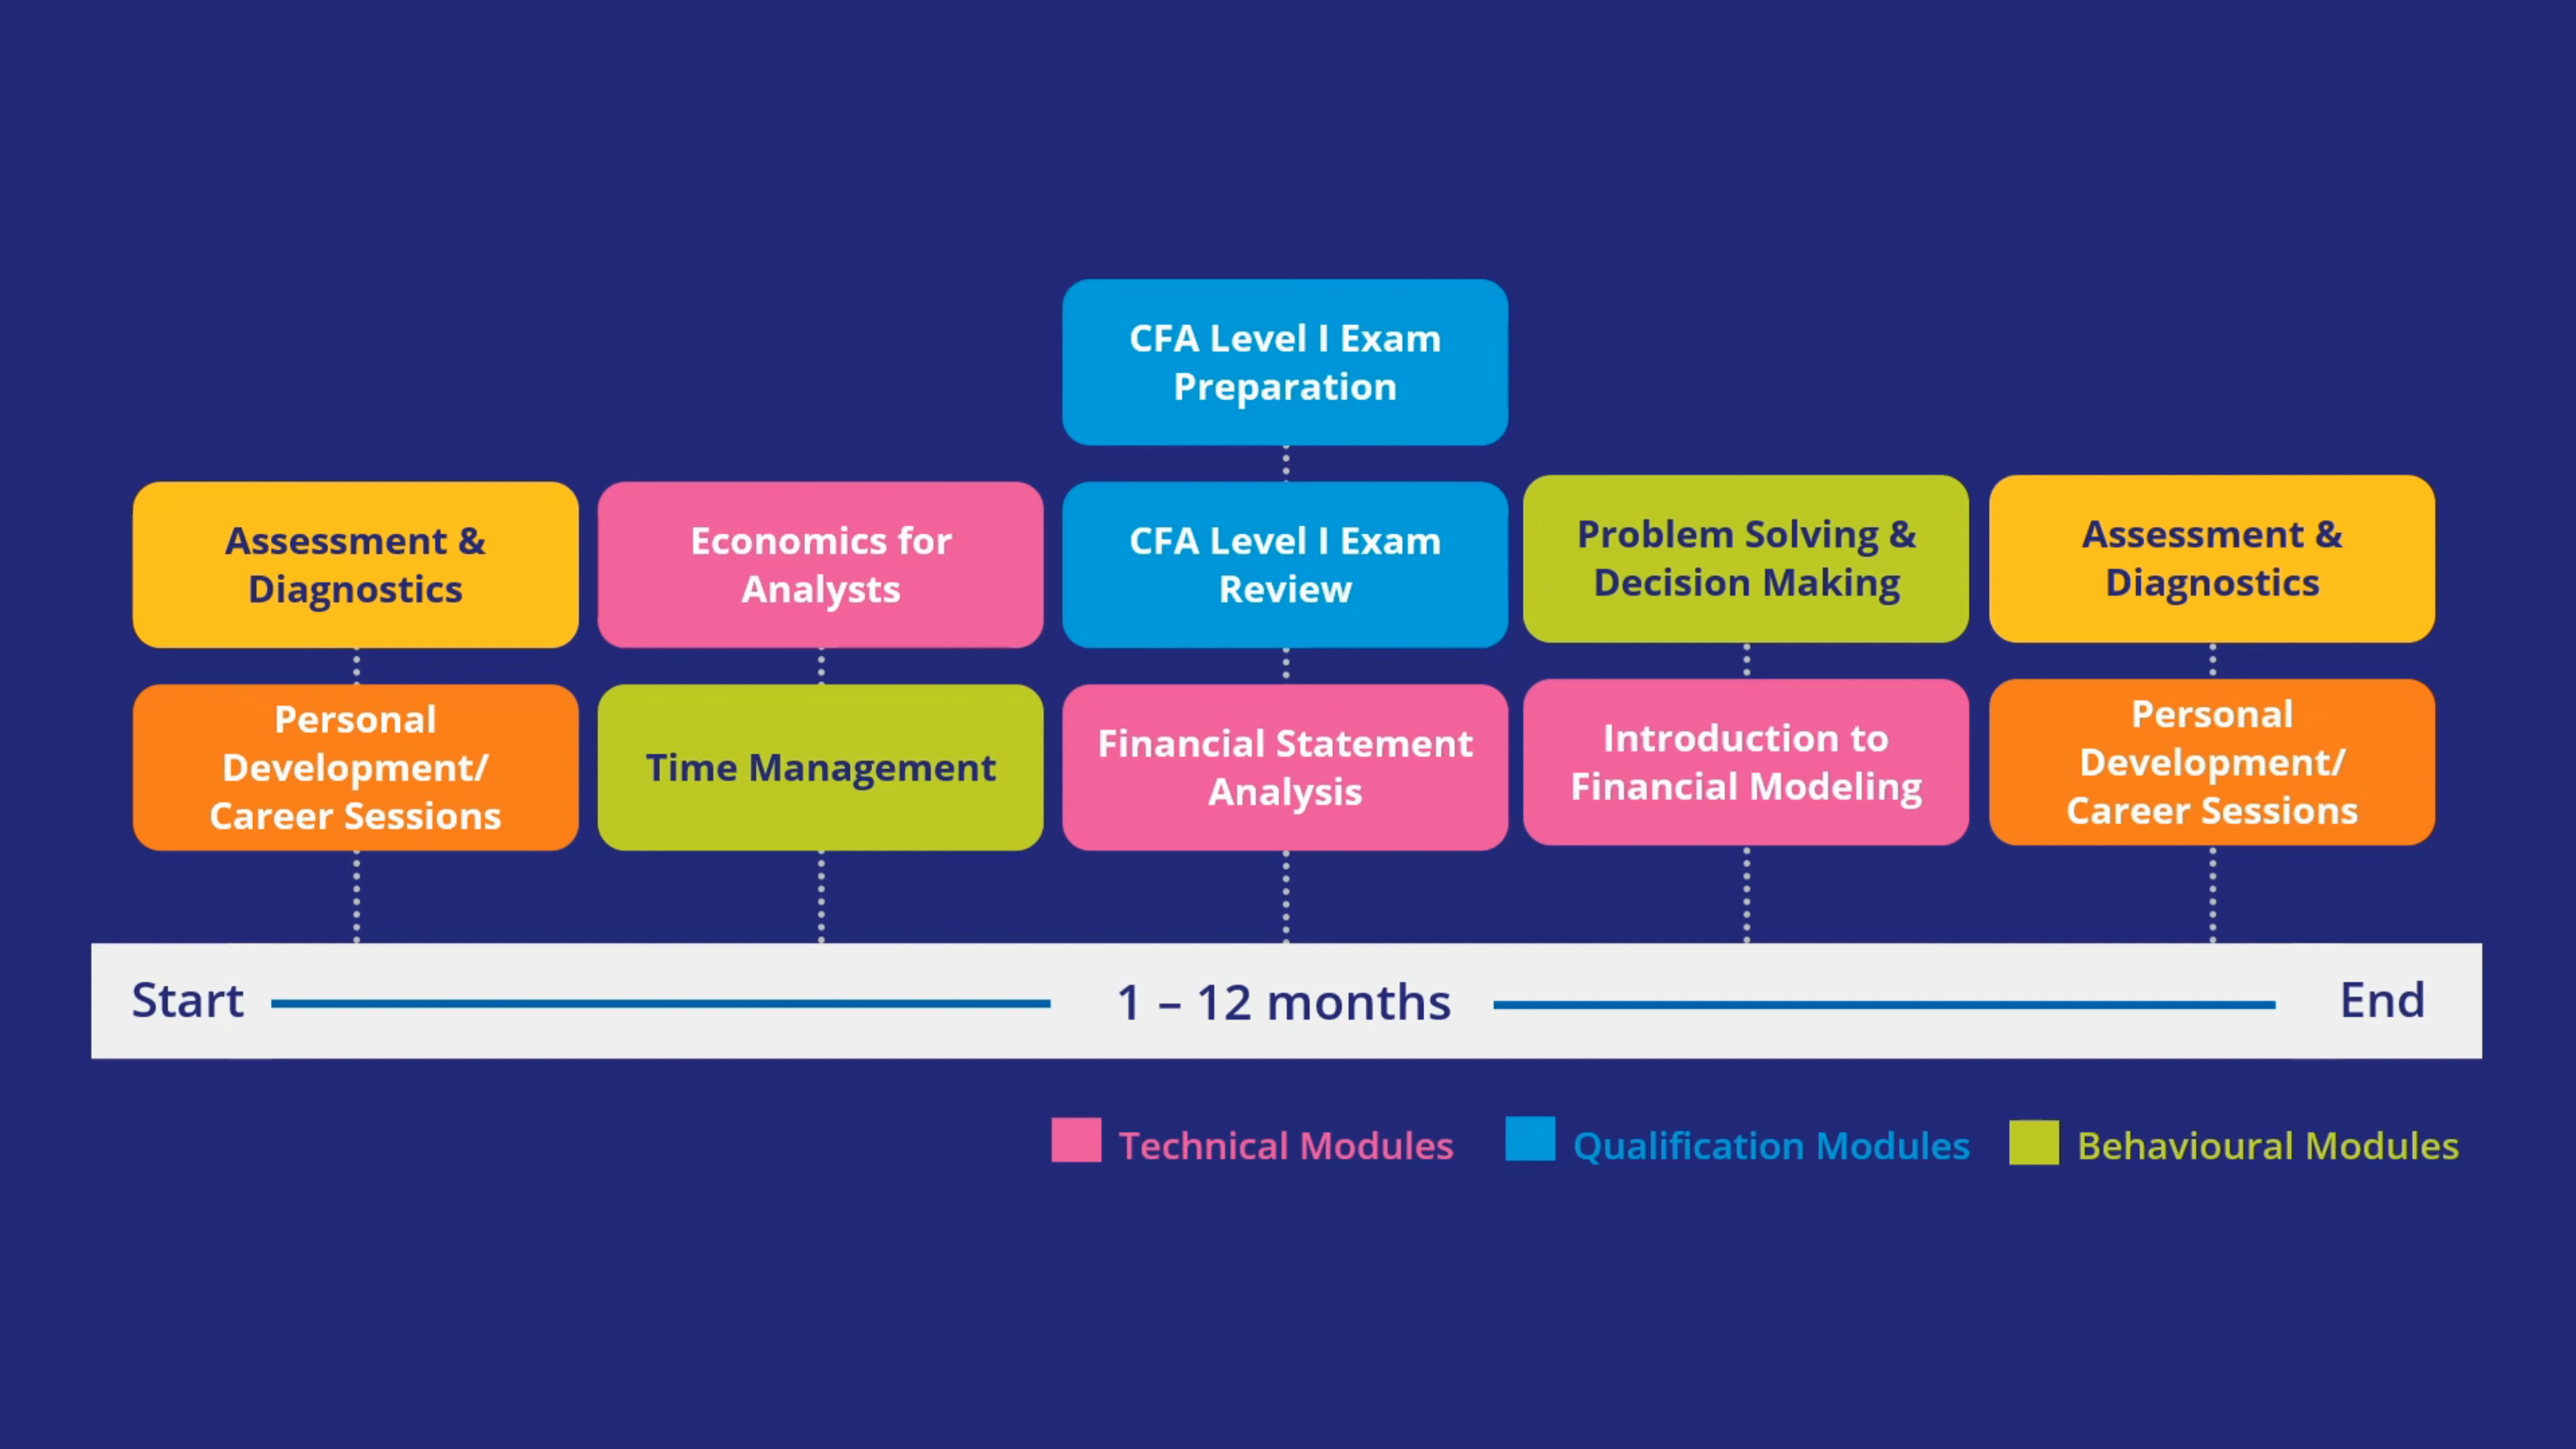 CFA Level I Exam
Preparation
Assessment &
Diagnostics
Economics for
Analysts
CFA Level I Exam
Review
Problem Solving &
Decision Making
Assessment &
Diagnostics
Personal
Development/
Career Sessions
Time Management
Financial Statement
Analysis
Introduction to
Financial Modeling
Personal
Development/
Career Sessions
Start
1 – 12 months
End
Technical Modules
Qualification Modules
Behavioural Modules